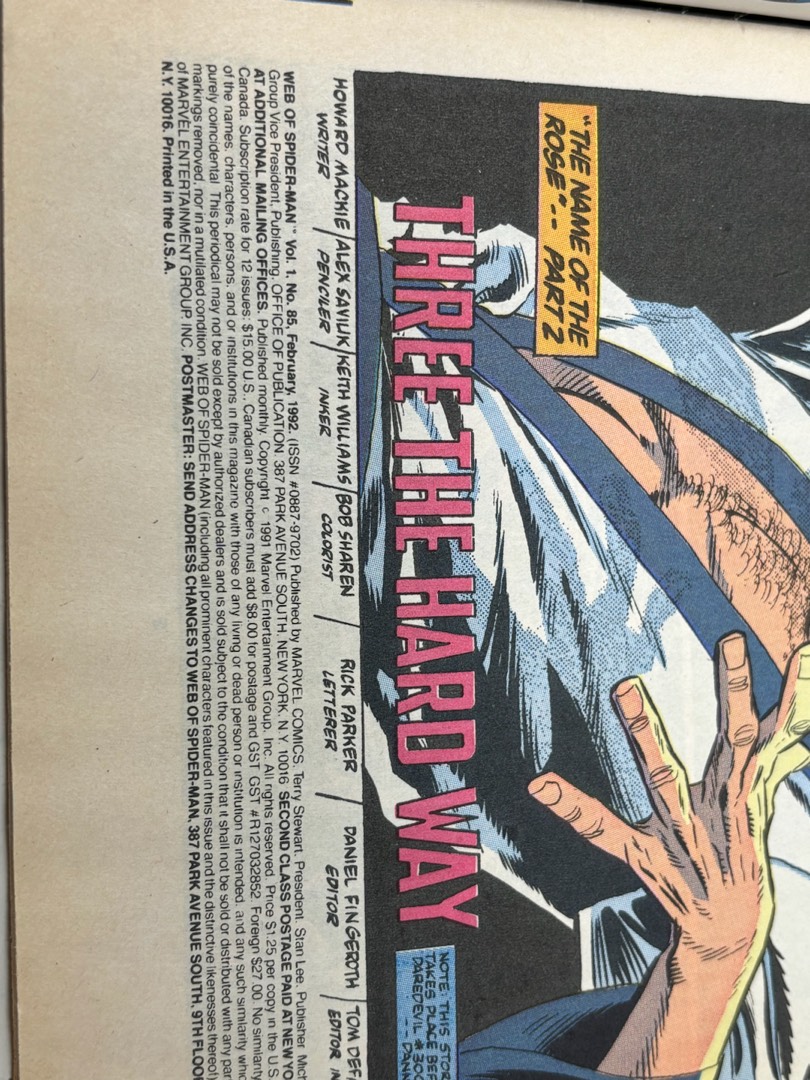 "THE NAME OF THE
ROSE"-- PART 2
THREE THE HARD WAY
NOTE: THIS STOR
TAKES PLACE BEF
DAREDEVIL #300
-- DANN
HOWARD MACKIE / ALEX SAVIUK / KEITH WILLIAMS / BOB SHAREN / RICK PARKER / DANIEL FINGEROTH / TOM DEF
WRITER PENCILER INKER COLORIST LETTERER EDITOR EDITOR IN
WEB OF SPIDER-MAN™ Vol. 1, No. 85, February, 1992. (ISSN #0887-9702) Published by MARVEL COMICS, Terry Stewart, President. Stan Lee, Publisher. Mich
Group Vice President, Publishing. OFFICE OF PUBLICATION: 387 PARK AVENUE SOUTH, NEW YORK, N.Y. 10016. SECOND CLASS POSTAGE PAID AT NEW YO
AT ADDITIONAL MAILING OFFICES. Published monthly. Copyright © 1991 Marvel Entertainment Group, Inc. All rights reserved. Price $1.25 per copy in the U.S.
Canada. Subscription rate for 12 issues: $15.00 U.S., Canadian subscribers must add $8.00 for postage and GST. GST #R127032852. Foreign $27.00. No similarity
of the names, characters, persons, and or institutions in this magazine with those of any living or dead person or institution is intended, and any such similarity whic
purely coincidental. This periodical may not be sold except by authorized dealers and is sold subject to the condition that it shall not be sold or distributed with any par
markings removed, nor in a mutilated condition. WEB OF SPIDER-MAN (including all prominent characters featured in this issue and the distinctive likenesses thereof)
of MARVEL ENTERTAINMENT GROUP, INC. POSTMASTER: SEND ADDRESS CHANGES TO WEB OF SPIDER-MAN, 387 PARK AVENUE SOUTH, 9TH FLOO
N.Y. 10016. Printed in the U.S.A.